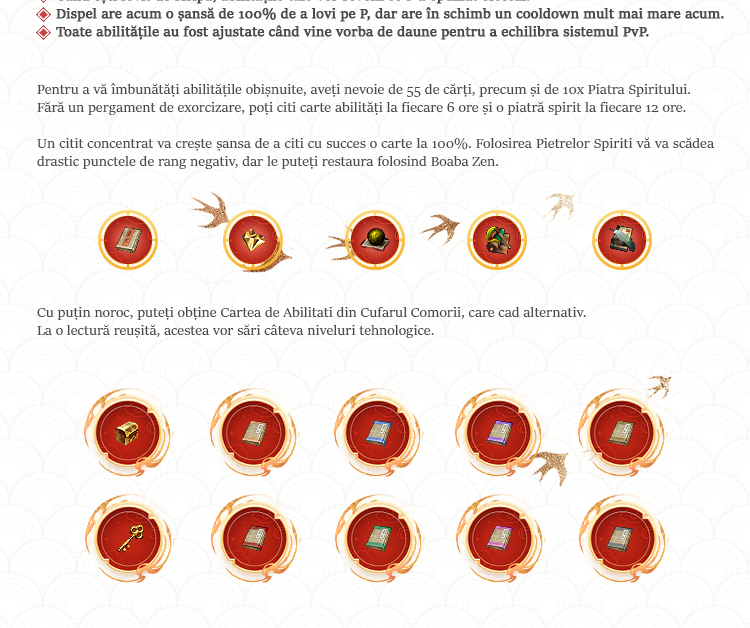 Dispel are acum o șansă de 100% de a lovi pe P, dar are în schimb un cooldown mult mai mare acum.
Toate abilitățile au fost ajustate când vine vorba de daune pentru a echilibra sistemul PvP.
Pentru a vă îmbunătăți abilitățile obișnuite, aveți nevoie de 55 de cărți, precum și de 10x Piatra Spiritului.
Fără un pergament de exorcizare, poți citi carte abilități la fiecare 6 ore și o piatră spirit la fiecare 12 ore.
Un citit concentrat va crește șansa de a citi cu succes o carte la 100%. Folosirea Pietrelor Spiriti vă va scădea
drastic punctele de rang negativ, dar le puteți restaura folosind Boaba Zen.
Cu puțin noroc, puteți obține Cartea de Abilitati din Cufarul Comorii, care cad alternativ.
La o lectură reușită, acestea vor sări câteva niveluri tehnologice.